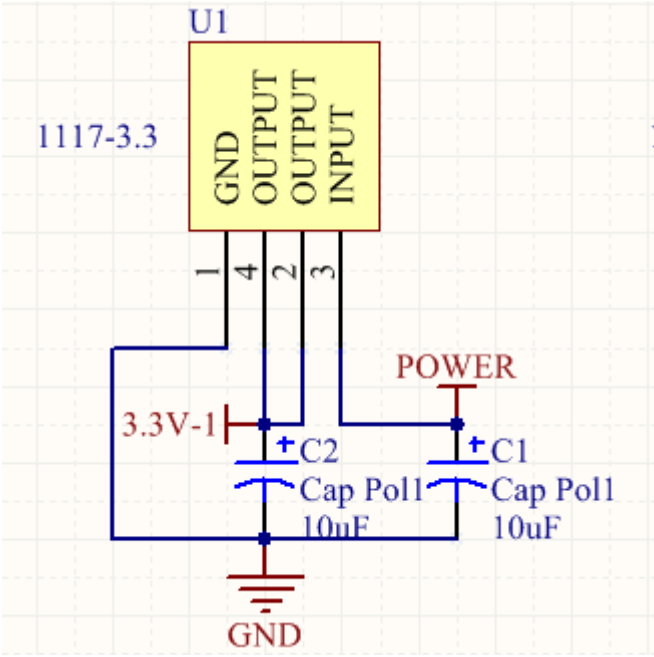 U1
1117-3.3
GND
OUTPUT
OUTPUT
INPUT
1
4
2
3
POWER
3.3V-1
C2
Cap Pol1
10uF
C1
Cap Pol1
10uF
GND